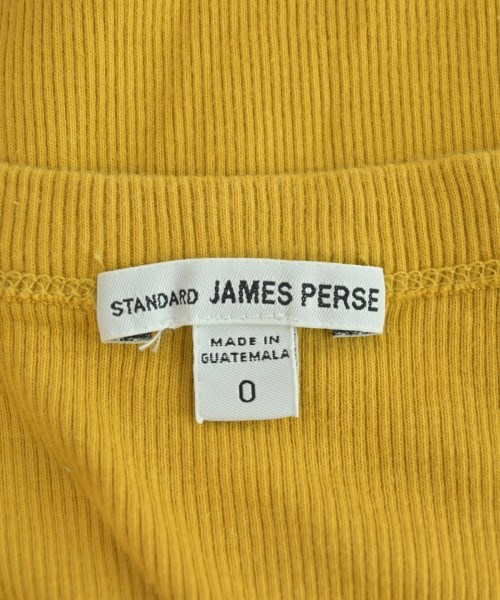 STANDARD JAMES PERSE
MADE IN
GUATEMALA
0